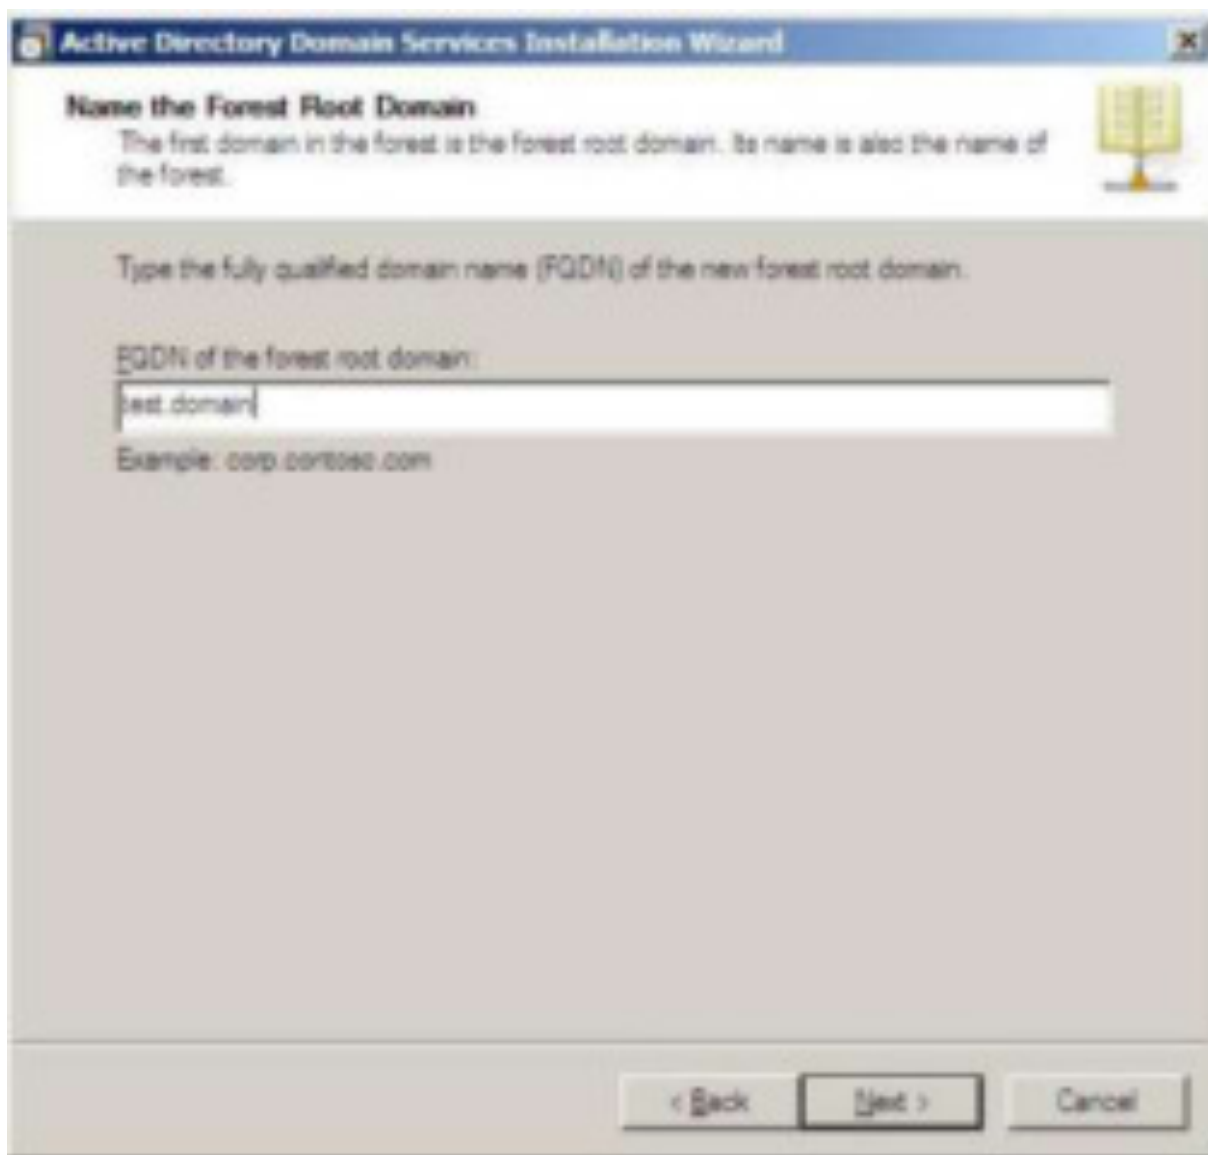 Active Directory Domain Services Installation Wizard
Name the Forest Root Domain
The first domain in the forest is the forest root domain. Its name is also the name of
the forest.
Type the fully qualified domain name (FQDN) of the new forest root domain.
FQDN of the forest root domain:
test.domain
Example: corp.contoso.com
< Back
Next >
Cancel